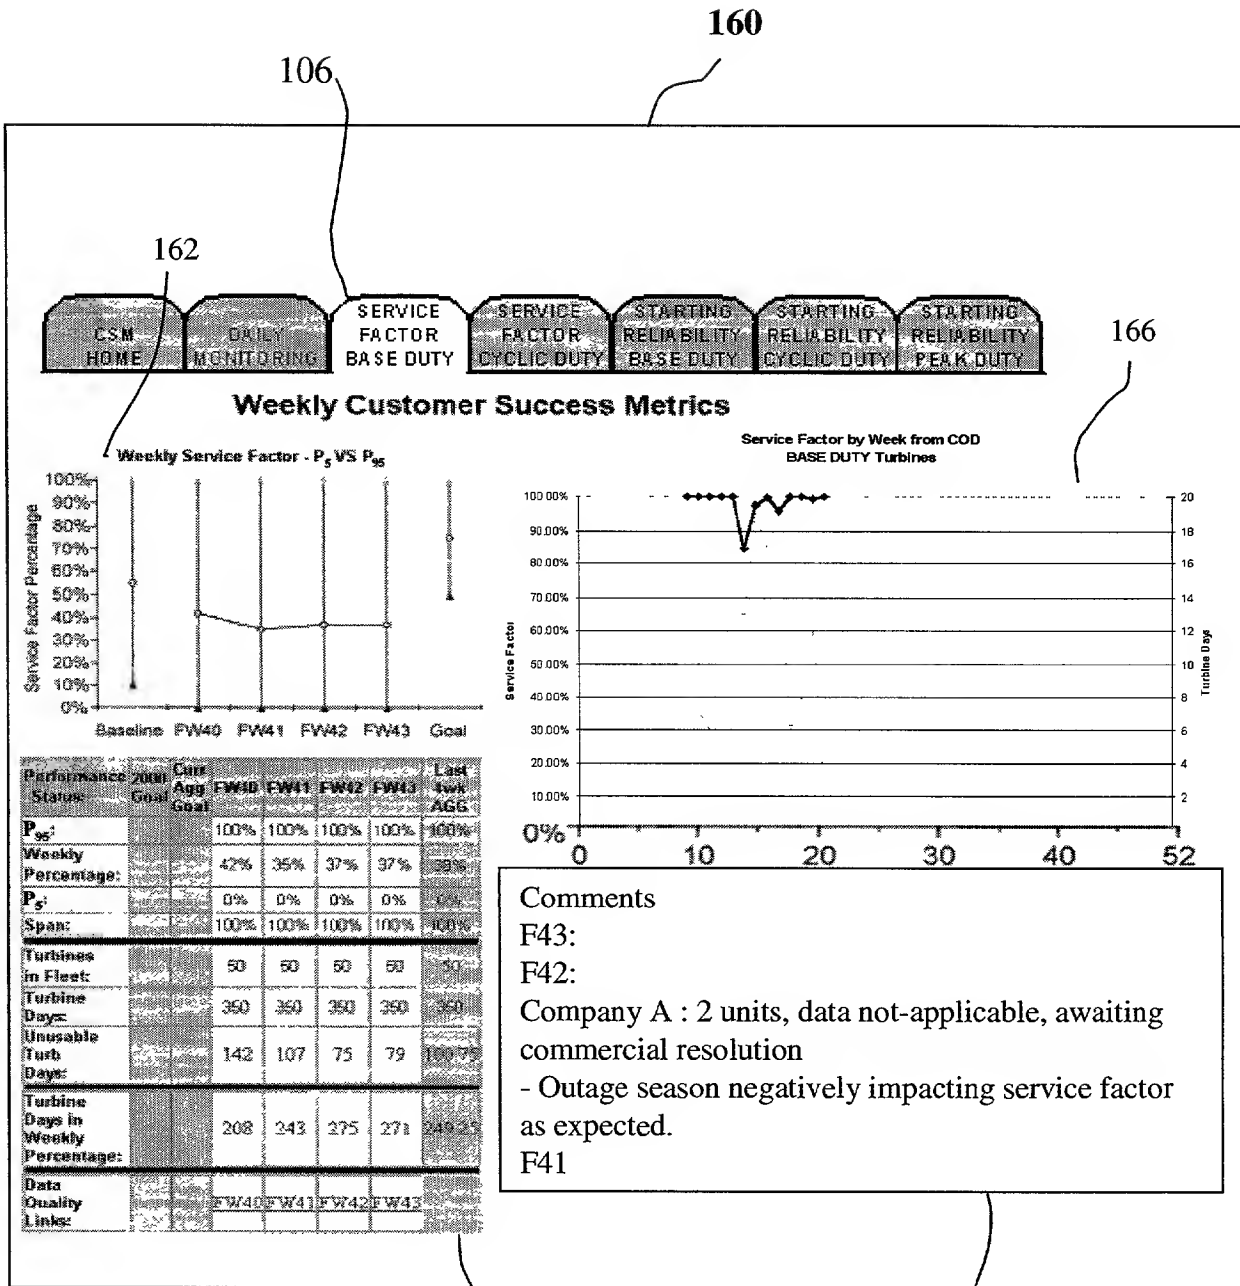 160
106
162
CSM HOME
DAILY MONITORING
SERVICE FACTOR BASE DUTY
SERVICE FACTOR CYCLIC DUTY
STARTING RELIABILITY BASE DUTY
STARTING RELIABILITY CYCLIC DUTY
STARTING RELIABILITY PEAK DUTY
166
Weekly Customer Success Metrics
Weekly Service Factor - P5 VS P95
Service Factor Percentage
100%
90%
80%
70%
60%
50%
40%
30%
20%
10%
0%
Baseline FW40 FW41 FW42 FW43 Goal
Service Factor by Week from COD
BASE DUTY Turbines
Service Factor
100.00%
90.00%
80.00%
70.00%
60.00%
50.00%
40.00%
30.00%
20.00%
10.00%
0%
Turbine Days
20
18
16
14
12
10
8
6
4
2
0 10 20 30 40 52
Performance Status: 2000 Goal Curr Agg Goal FW40 FW41 FW42 FW43 Last 4wk AGG
P95: 100% 100% 100% 100% 100%
Weekly Percentage: 42% 35% 37% 37%
P5: 0% 0% 0% 0% 0%
Span: 100% 100% 100% 100% 100%
Turbines in Fleet: 50 50 50 50 50
Turbine Days: 350 350 350 350 350
Unusable Turb Days: 142 107 75 79 100.75
Turbine Days in Weekly Percentage: 208 243 275 271 249.25
Data Quality Links: FW40 FW41 FW42 FW43
Comments
F43:
F42:
Company A : 2 units, data not-applicable, awaiting
commercial resolution
- Outage season negatively impacting service factor
as expected.
F41